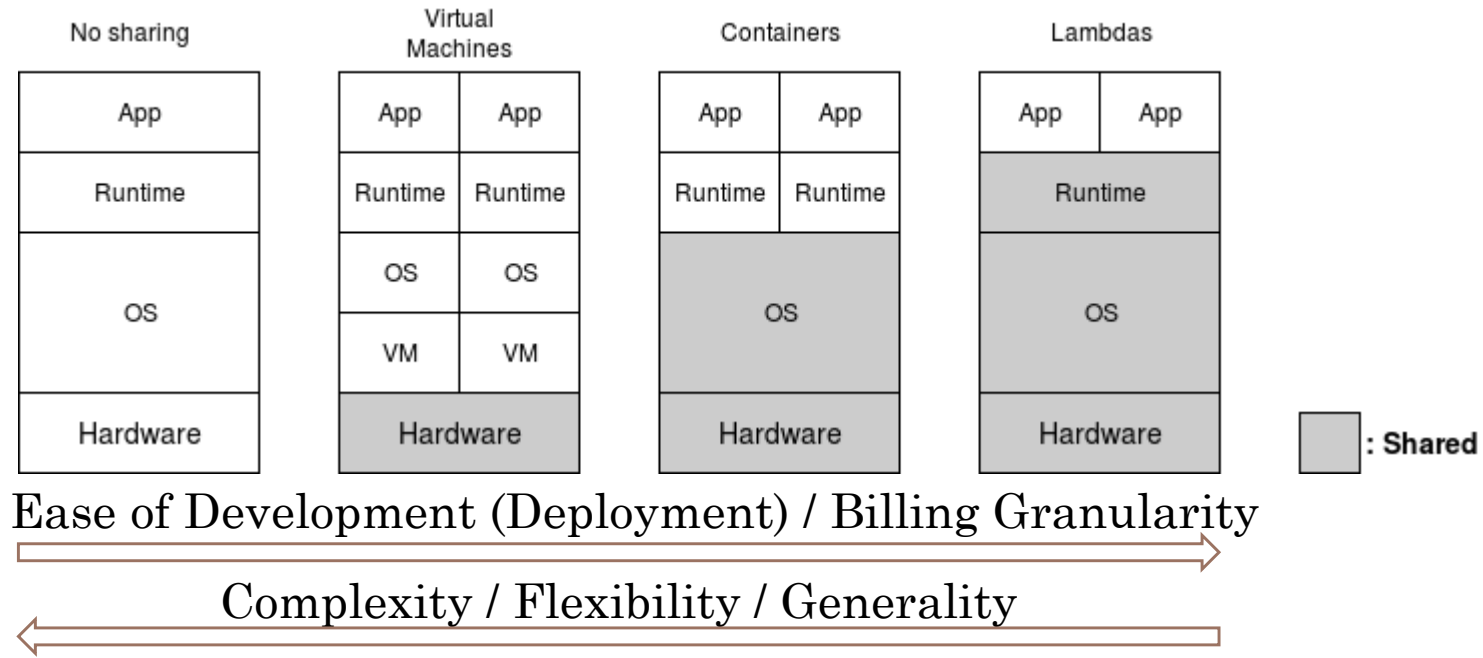 No sharing
Virtual
Machines
Containers
Lambdas
App
App
App
App
App
App
App
Runtime
Runtime
Runtime
Runtime
Runtime
Runtime
OS
OS
OS
OS
OS
VM
VM
Hardware
Hardware
Hardware
Hardware
: Shared
Ease of Development (Deployment) / Billing Granularity
Complexity / Flexibility / Generality